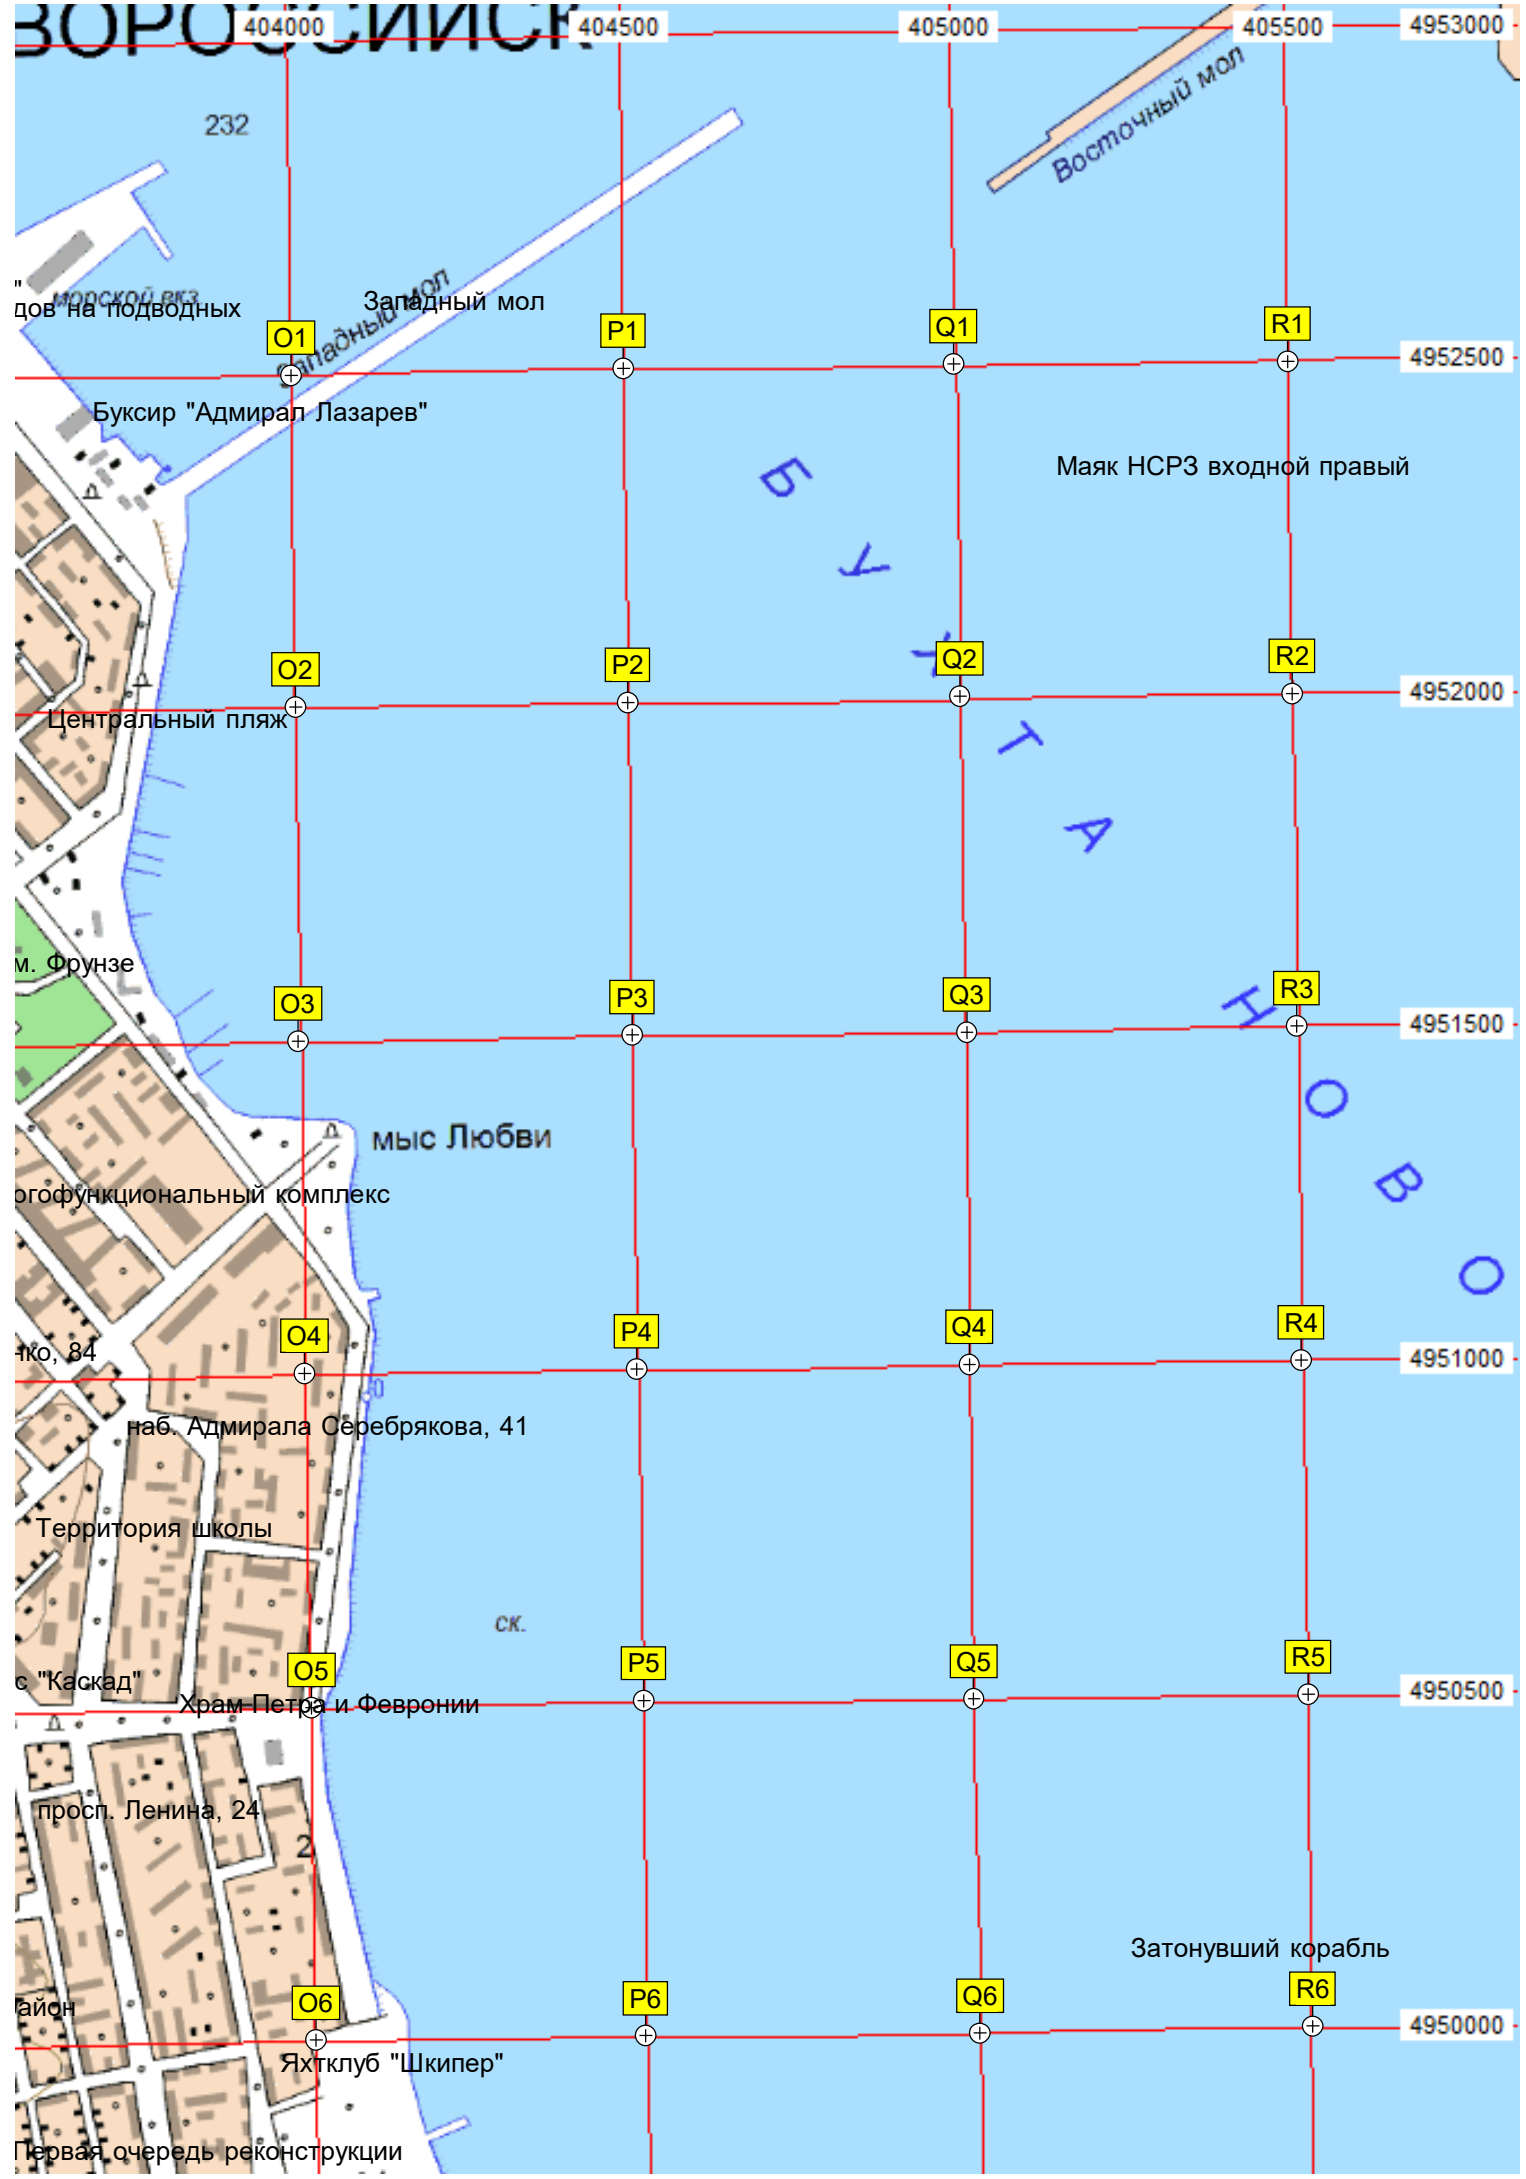 ВОРОССИЙСК
404000 404500 405000 405500 4953000
Восточный мол
232
"
морской вкз
дов на подводных
Западный мол
Западный мол
O1 P1 Q1 R1
4952500
Буксир "Адмирал Лазарев"
Маяк НСРЗ входной правый
Б
У
Х
O2 P2 Q2 R2
4952000
Центральный пляж
Т
А
м. Фрунзе
O3 P3 Q3 R3
Н
4951500
О
мыс Любви
В
огофункциональный комплекс
О
O4 P4 Q4 R4
нко, 84
4951000
наб. Адмирала Серебрякова, 41
Территория школы
ск.
O5 P5 Q5 R5
с "Каскад"
Храм Петра и Февронии
4950500
просп. Ленина, 24
2
Затонувший корабль
O6 P6 Q6 R6
айон
4950000
Яхтклуб "Шкипер"
Первая очередь реконструкции